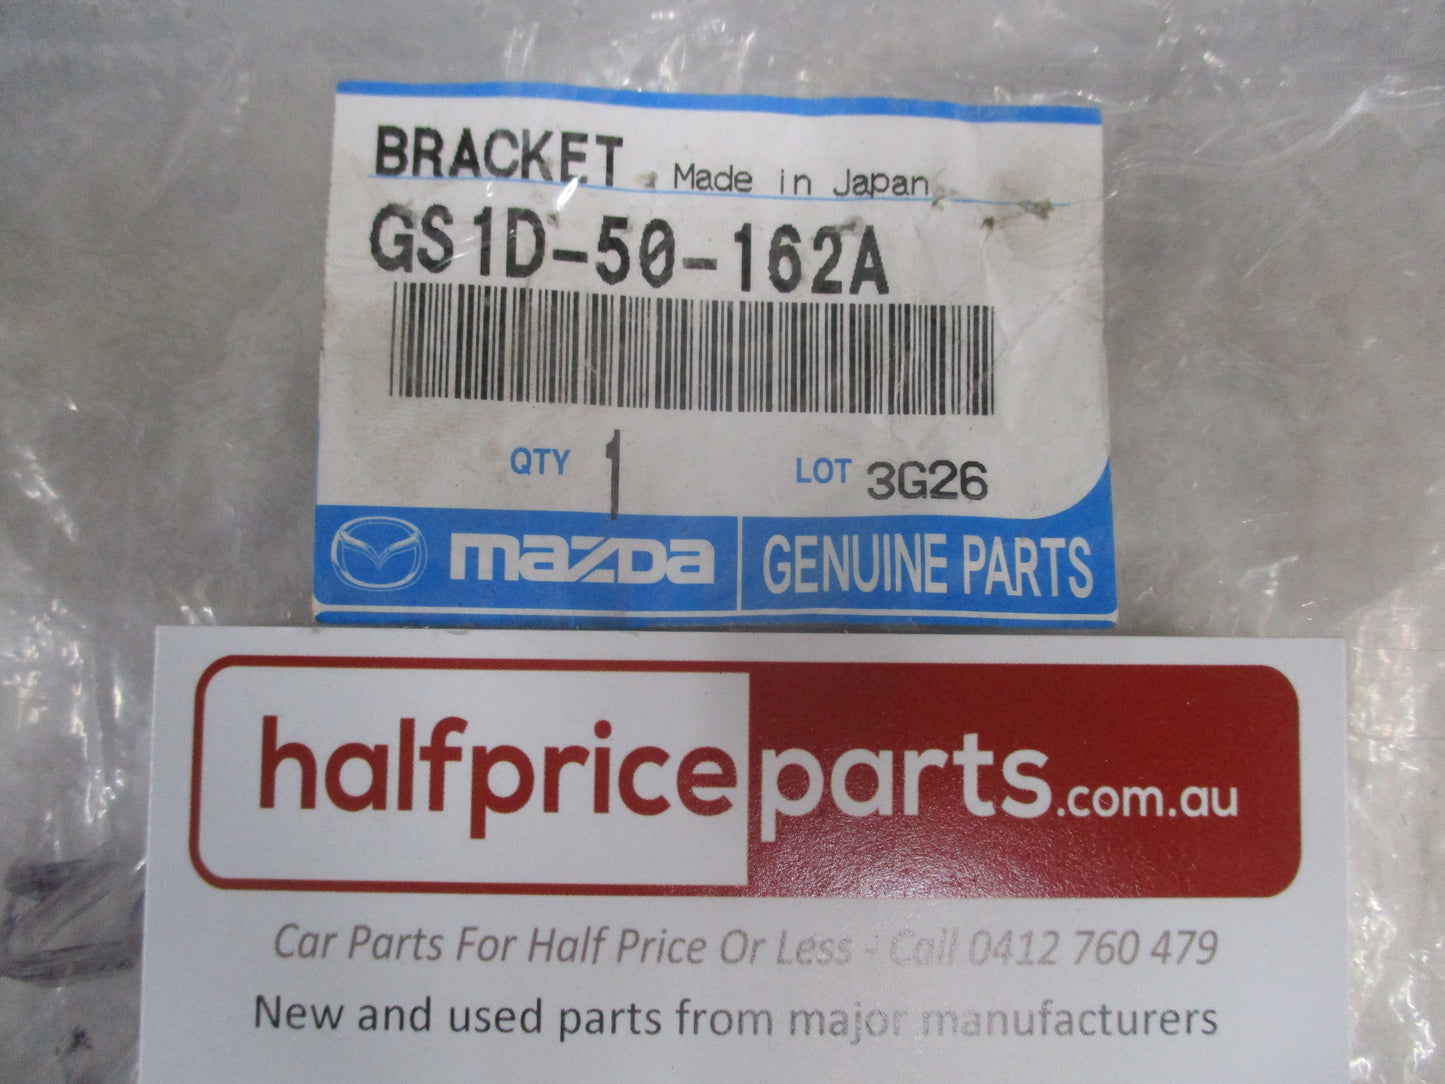 BRACKET Made in Japan
GS1D-50-162A
QTY 1 LOT 3G26
mazda GENUINE PARTS
halfpriceparts.com.au
Car Parts For Half Price Or Less - Call 0412 760 479
New and used parts from major manufacturers